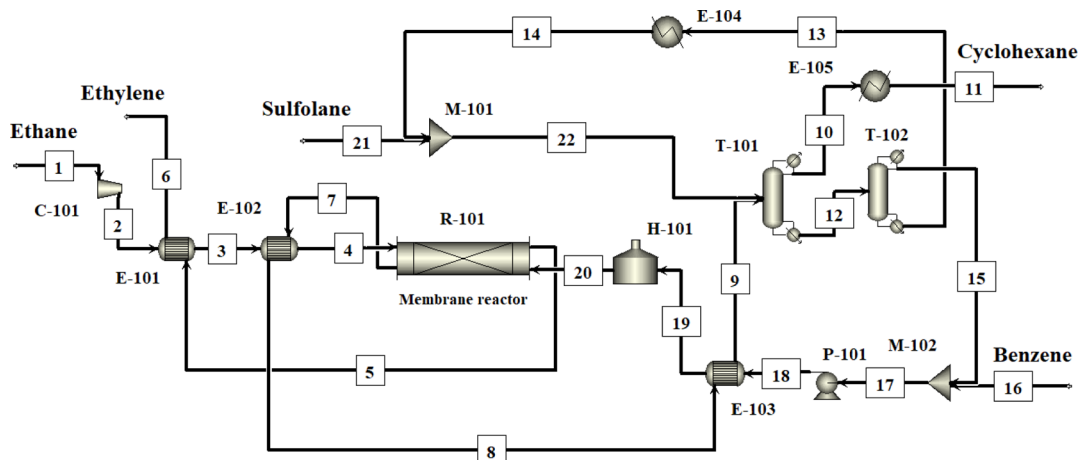 14
E-104
13
Cyclohexane
E-105
Ethylene
Sulfolane
M-101
11
Ethane
21
22
10
T-102
T-101
1
6
E-102
7
R-101
H-101
12
C-101
2
3
4
20
9
15
E-101
Membrane reactor
19
M-102
Benzene
P-101
5
18
17
16
E-103
8